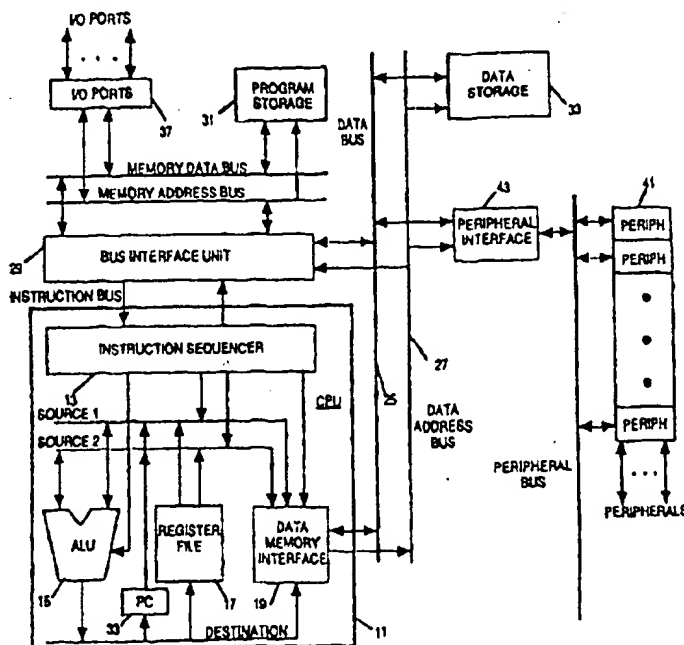 I/O PORTS
I/O PORTS
37
PROGRAM
STORAGE
31
DATA
BUS
DATA
STORAGE
33
MEMORY DATA BUS
MEMORY ADDRESS BUS
43
PERIPHERAL
INTERFACE
41
PERIPH
PERIPH
PERIPH
29
BUS INTERFACE UNIT
INSTRUCTION BUS
INSTRUCTION SEQUENCER
13
CPU
27
25
SOURCE 1
SOURCE 2
DATA
ADDRESS
BUS
PERIPHERAL
BUS
PERIPHERALS
ALU
15
PC
33
REGISTER
FILE
17
DATA
MEMORY
INTERFACE
19
DESTINATION
11